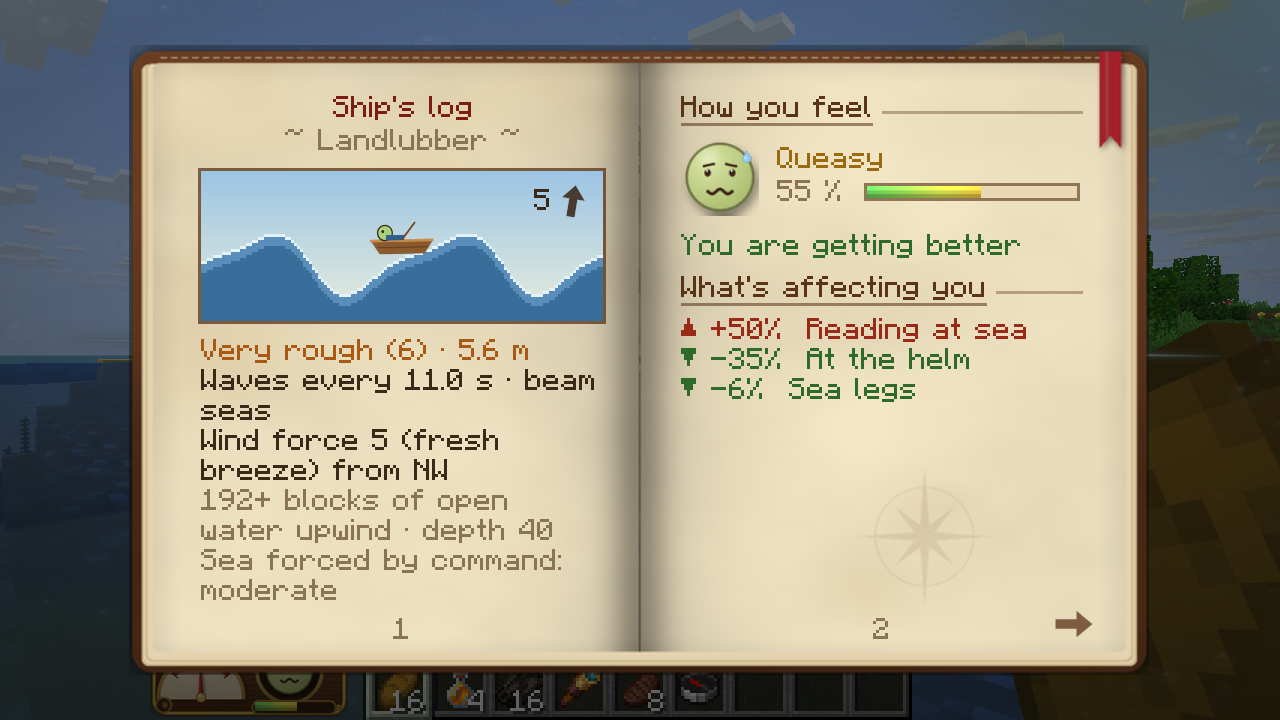 Ship's log
~ Landlubber ~
5
Very rough (6) · 5.6 m
Waves every 11.0 s · beam
seas
Wind force 5 (fresh
breeze) from NW
192+ blocks of open
water upwind · depth 40
Sea forced by command:
moderate
1
How you feel
Queasy
55 %
You are getting better
What's affecting you
+50% Reading at sea
-35% At the helm
-6% Sea legs
2
16 4 16 8